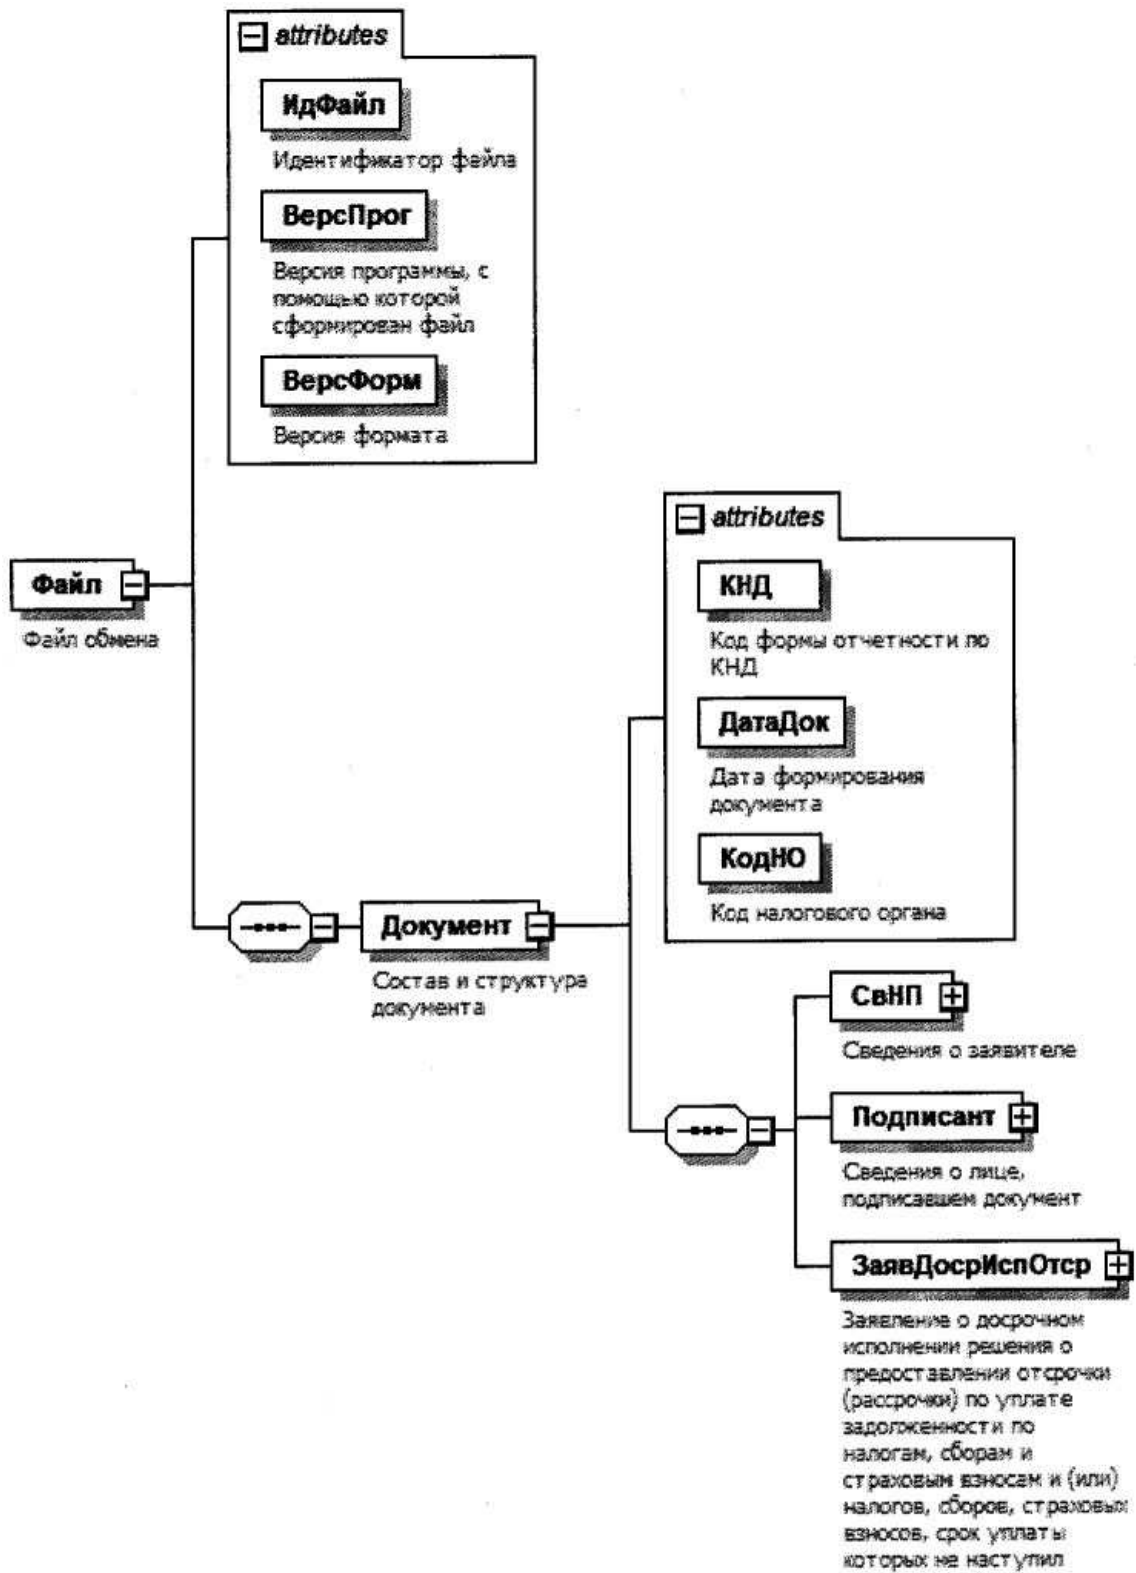 attributes
ИдФайл
Идентификатор файла
ВерсПрог
Версия программы, с
помощью которой
сформирован файл
ВерсФорм
Версия формата
Файл
Файл обмена
attributes
КНД
Код формы отчетности по
КНД
ДатаДок
Дата формирования
документа
КодНО
Код налогового органа
Документ
Состав и структура
документа
СвНП
Сведения о заявителе
Подписант
Сведения о лице,
подписавшем документ
ЗаявДосрИспОтср
Заявление о досрочном
исполнении решения о
предоставлении отсрочки
(рассрочки) по уплате
задолженности по
налогам, сборам и
страховым взносам и (или)
налогов, сборов, страховых
взносов, срок уплаты
которых не наступил